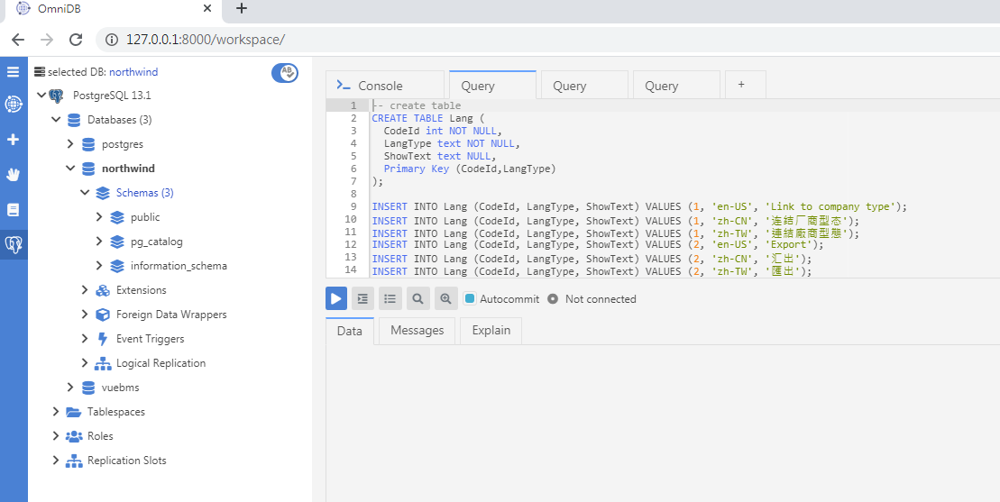 OmniDB
127.0.0.1:8000/workspace/
selected DB: northwind
PostgreSQL 13.1
Databases (3)
postgres
northwind
Schemas (3)
public
pg_catalog
information_schema
Extensions
Foreign Data Wrappers
Event Triggers
Logical Replication
vuebms
Tablespaces
Roles
Replication Slots
Console
Query
Query
Query
+
1 -- create table
2 CREATE TABLE Lang (
3 CodeId int NOT NULL,
4 LangType text NOT NULL,
5 ShowText text NULL,
6 Primary Key (CodeId,LangType)
7 );
8
9 INSERT INTO Lang (CodeId, LangType, ShowText) VALUES (1, 'en-US', 'Link to company type');
10 INSERT INTO Lang (CodeId, LangType, ShowText) VALUES (1, 'zh-CN', '连结厂商型态');
11 INSERT INTO Lang (CodeId, LangType, ShowText) VALUES (1, 'zh-TW', '連結廠商型態');
12 INSERT INTO Lang (CodeId, LangType, ShowText) VALUES (2, 'en-US', 'Export');
13 INSERT INTO Lang (CodeId, LangType, ShowText) VALUES (2, 'zh-CN', '汇出');
14 INSERT INTO Lang (CodeId, LangType, ShowText) VALUES (2, 'zh-TW', '匯出');
Autocommit
Not connected
Data
Messages
Explain